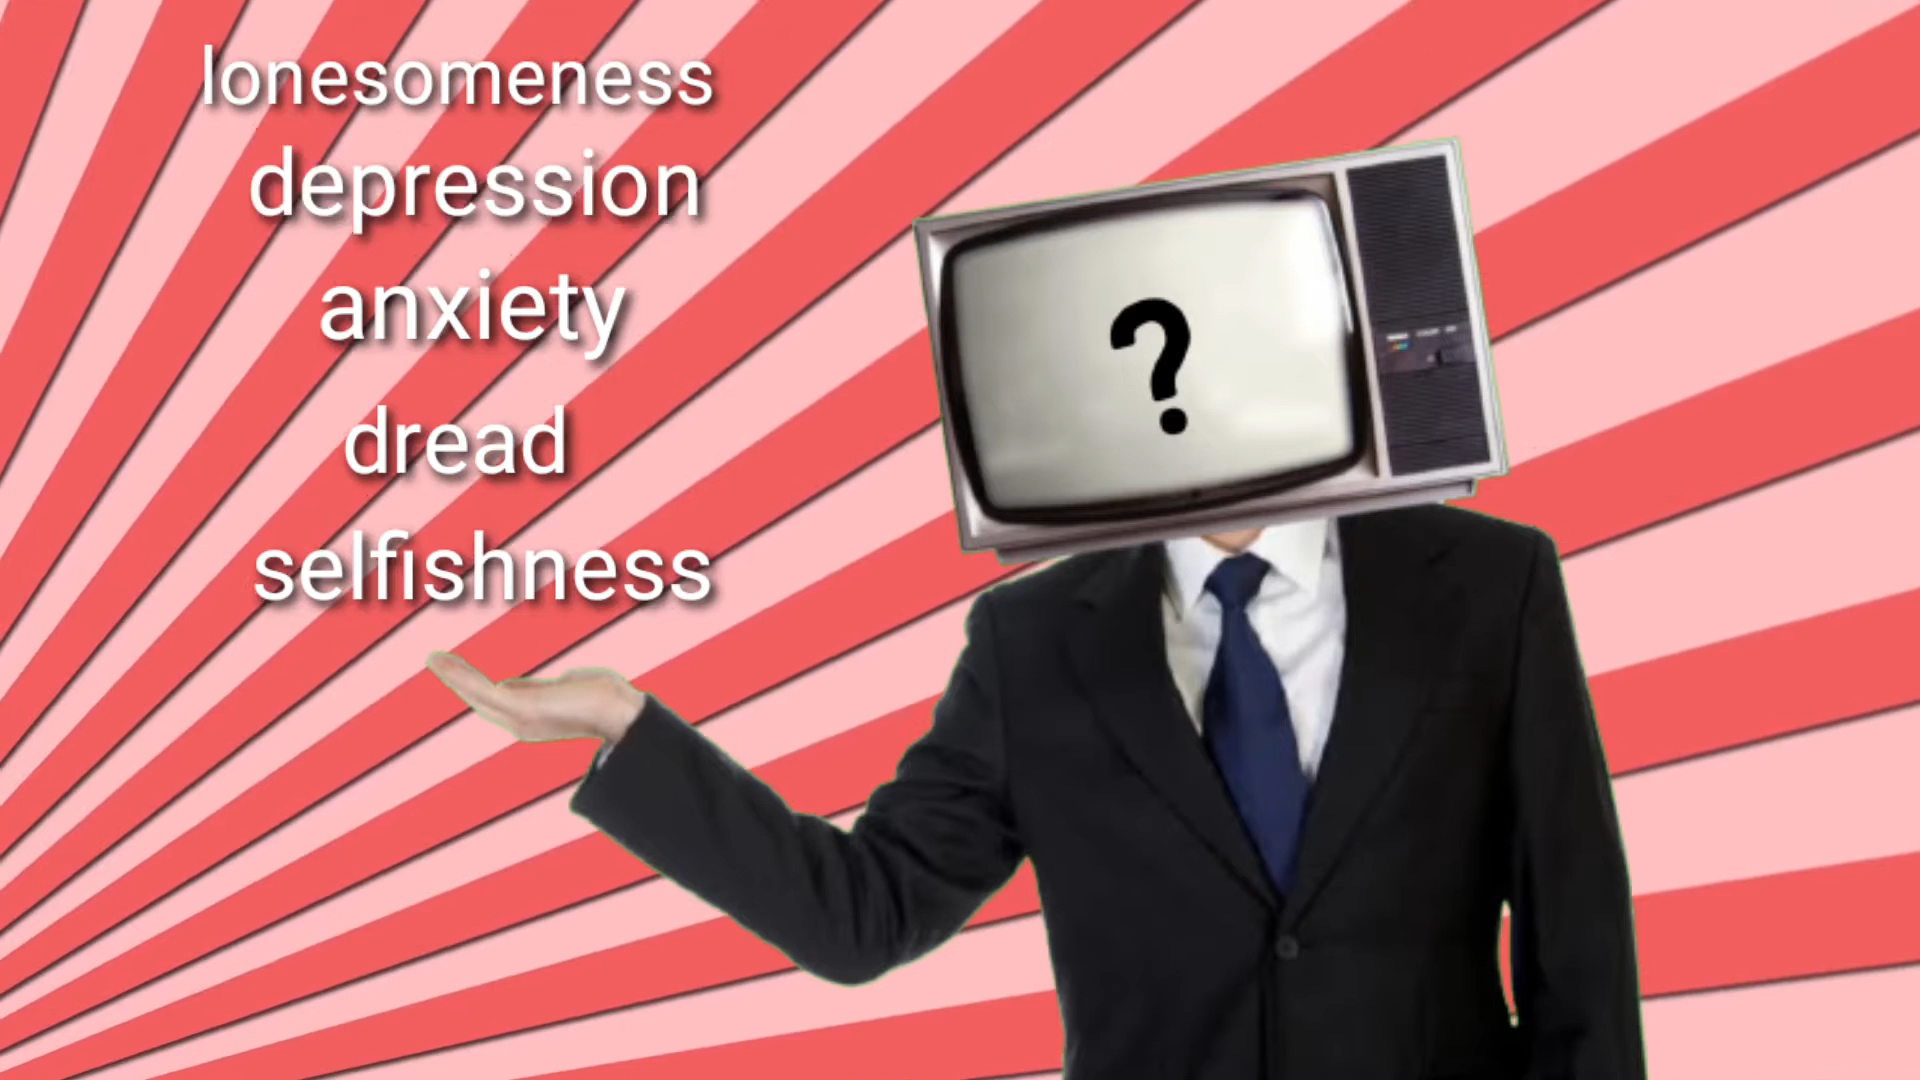 lonesomeness
depression
anxiety
dread
selfishness
?